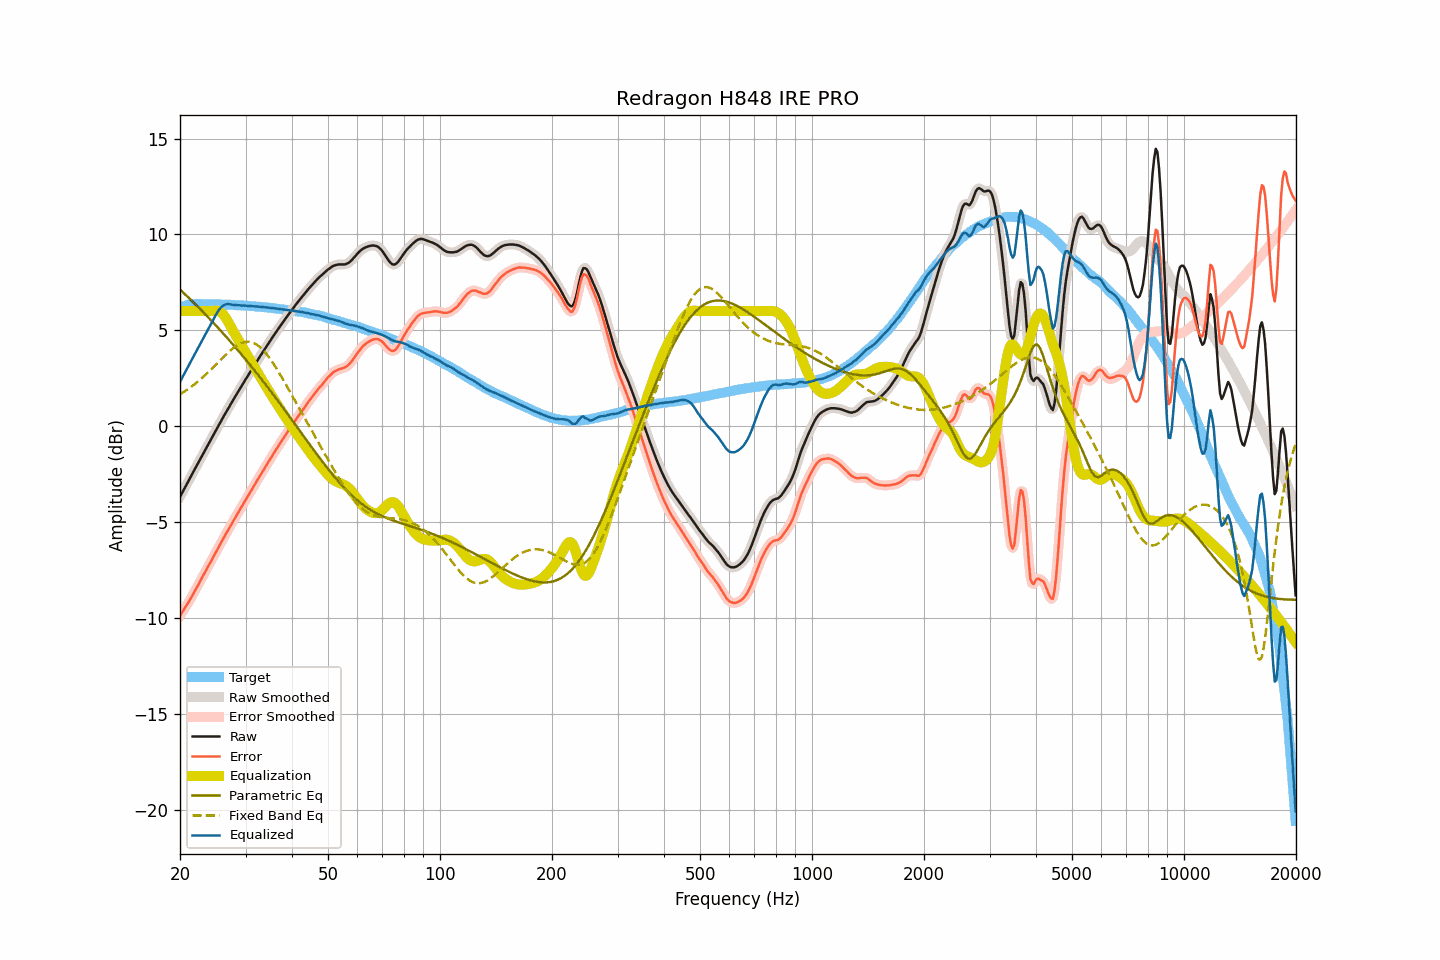 Redragon H848 IRE PRO
Amplitude (dBr)
15
10
5
0
−5
−10
−15
−20
Target
Raw Smoothed
Error Smoothed
Raw
Error
Equalization
Parametric Eq
Fixed Band Eq
Equalized
20 50 100 200 500 1000 2000 5000 10000 20000
Frequency (Hz)